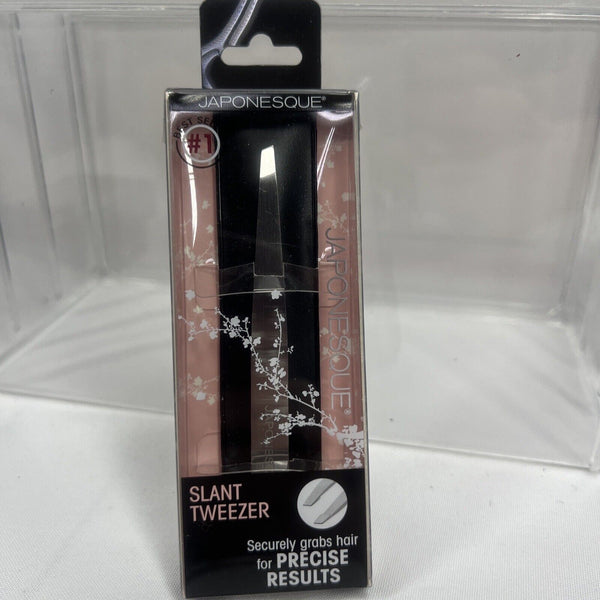 JAPONESQUE®
#1
JAPONESQUE®
SLANT
TWEEZER
Securely grabs hair
for PRECISE
RESULTS